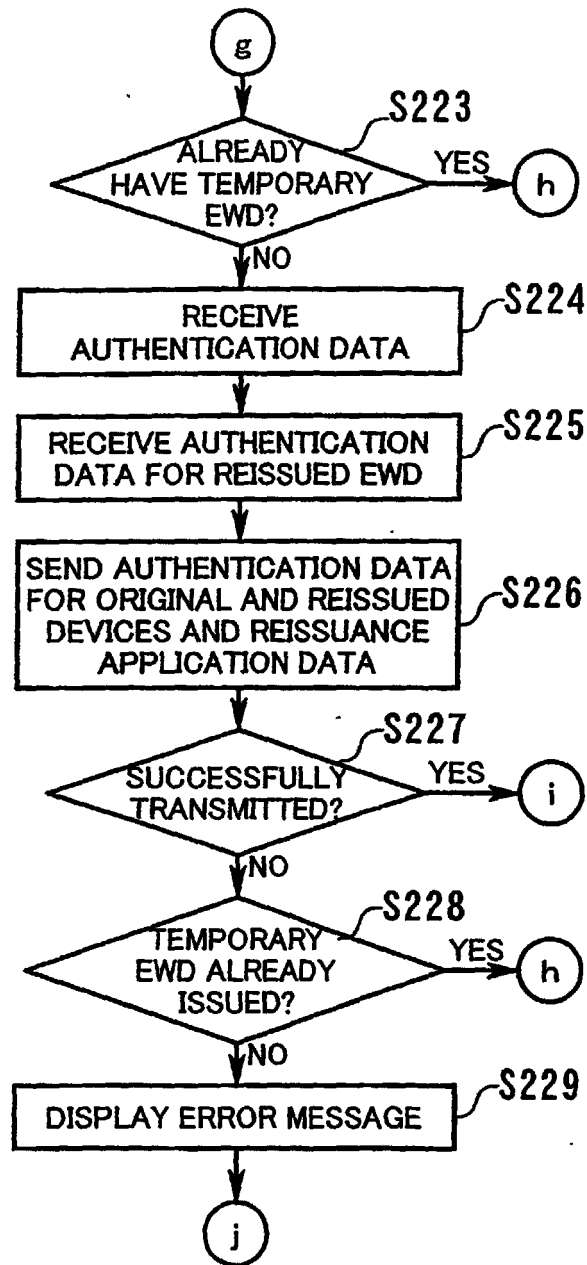 g
S223
ALREADY
HAVE TEMPORARY
EWD?
YES
h
NO
S224
RECEIVE
AUTHENTICATION DATA
S225
RECEIVE AUTHENTICATION
DATA FOR REISSUED EWD
S226
SEND AUTHENTICATION DATA
FOR ORIGINAL AND REISSUED
DEVICES AND REISSUANCE
APPLICATION DATA
S227
SUCCESSFULLY
TRANSMITTED?
YES
i
NO
S228
TEMPORARY
EWD ALREADY
ISSUED?
YES
h
NO
S229
DISPLAY ERROR MESSAGE
j